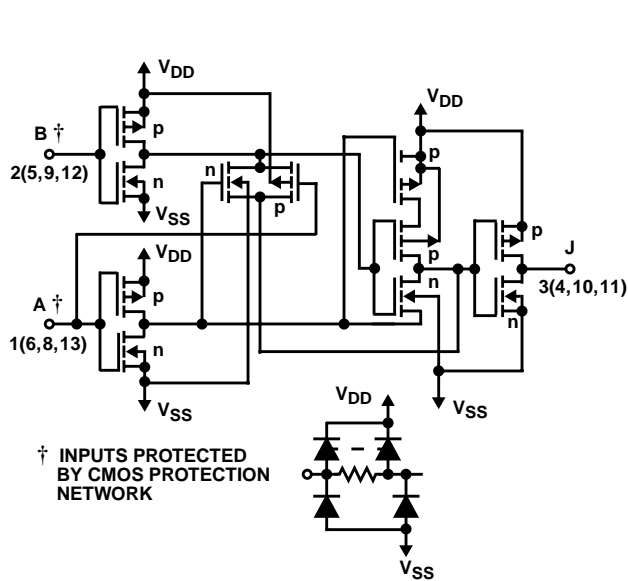 VDD
B †
p
2(5,9,12)
n
VSS
n
p
VDD
p
p
n
VDD
p
A †
1(6,8,13)
n
VSS
p
J
3(4,10,11)
n
VSS
VDD
† INPUTS PROTECTED
BY CMOS PROTECTION
NETWORK
VSS